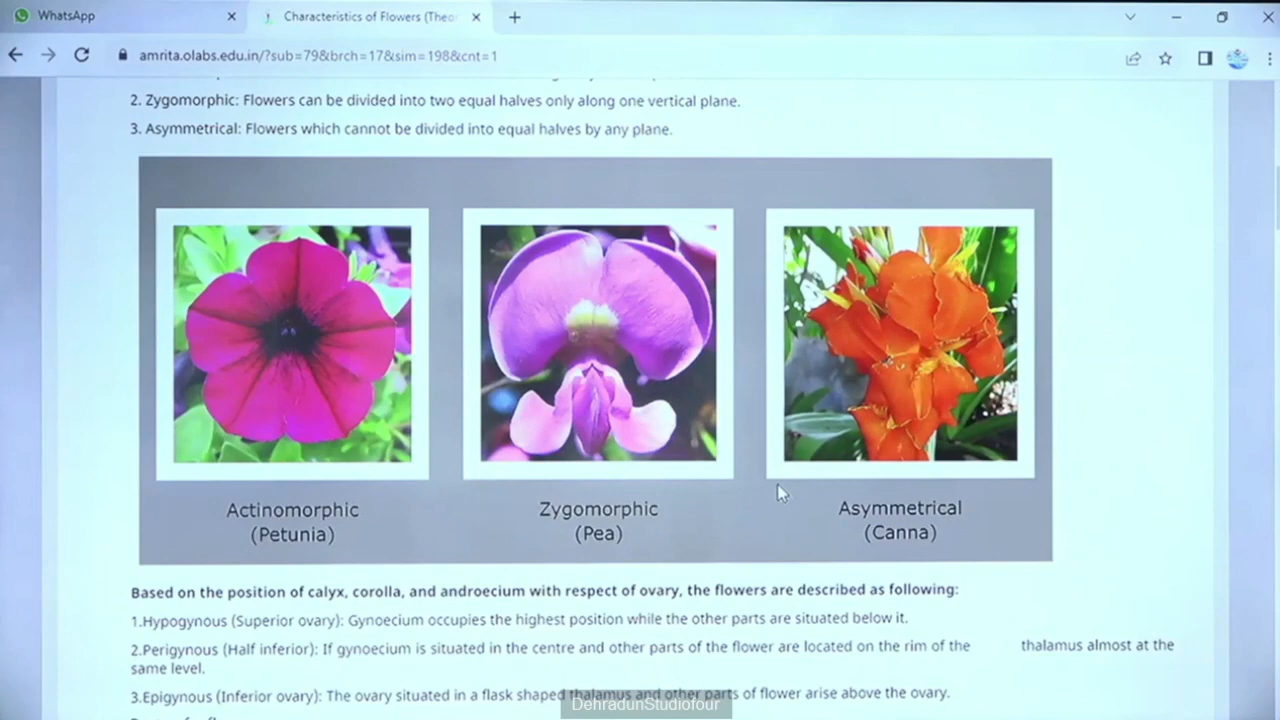 WhatsApp
Characteristics of Flowers (Theo
amrita.olabs.edu.in/?sub=79&brch=17&sim=198&cnt=1
2. Zygomorphic: Flowers can be divided into two equal halves only along one vertical plane.
3. Asymmetrical: Flowers which cannot be divided into equal halves by any plane.
Actinomorphic
(Petunia)
Zygomorphic
(Pea)
Asymmetrical
(Canna)
Based on the position of calyx, corolla, and androecium with respect of ovary, the flowers are described as following:
1.Hypogynous (Superior ovary): Gynoecium occupies the highest position while the other parts are situated below it.
2.Perigynous (Half inferior): If gynoecium is situated in the centre and other parts of the flower are located on the rim of the thalamus almost at the
same level.
3.Epigynous (Inferior ovary): The ovary situated in a flask shaped thalamus and other parts of flower arise above the ovary.
DehradunStudiofour